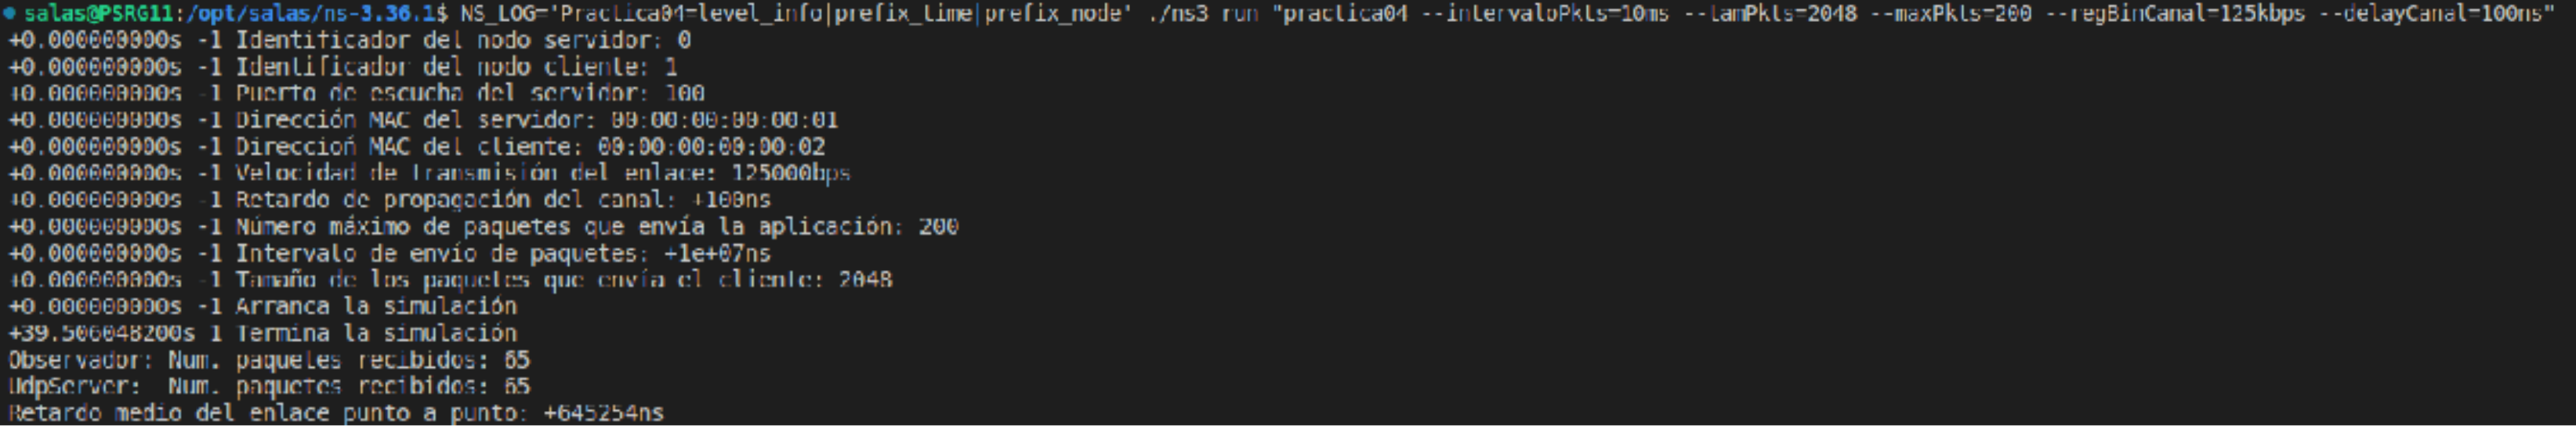 salas@PSRG11:/opt/salas/ns-3.36.1$ NS_LOG='Practica04=level_info|prefix_time|prefix_node' ./ns3 run "practica04 --intervaloPkts=10ms --tamPkts=2048 --maxPkts=200 --regBinCanal=125kbps --delayCanal=100ns"
+0.000000000s -1 Identificador del nodo servidor: 0
+0.000000000s -1 Identificador del nodo cliente: 1
+0.000000000s -1 Puerto de escucha del servidor: 100
+0.000000000s -1 Dirección MAC del servidor: 00:00:00:00:00:01
+0.000000000s -1 Direccioń MAC del cliente: 00:00:00:00:00:02
+0.000000000s -1 Velocidad de transmisión del enlace: 125000bps
+0.000000000s -1 Retardo de propagación del canal: +100ns
+0.000000000s -1 Número máximo de paquetes que envía la aplicación: 200
+0.000000000s -1 Intervalo de envío de paquetes: +1e+07ns
+0.000000000s -1 Tamaño de los paquetes que envía el cliente: 2048
+0.000000000s -1 Arranca la simulación
+39.506048200s 1 Termina la simulación
Observador: Num. paquetes recibidos: 65
UdpServer: Num. paquetes recibidos: 65
Retardo medio del enlace punto a punto: +645254ns